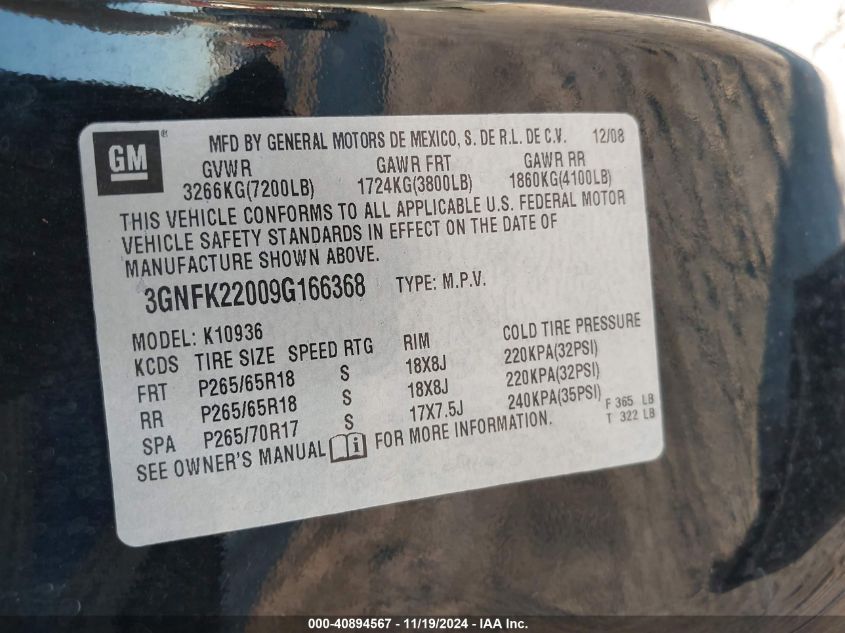 GM ® MFD BY GENERAL MOTORS DE MEXICO, S. DE R.L. DE C.V. 12/08
GVWR GAWR FRT GAWR RR
3266KG(7200LB) 1724KG(3800LB) 1860KG(4100LB)
THIS VEHICLE CONFORMS TO ALL APPLICABLE U.S. FEDERAL MOTOR
VEHICLE SAFETY STANDARDS IN EFFECT ON THE DATE OF
MANUFACTURE SHOWN ABOVE.
3GNFK22009G166368 TYPE: M.P.V.
MODEL: K10936
KCDS TIRE SIZE SPEED RTG RIM COLD TIRE PRESSURE
FRT P265/65R18 S 18X8J 220KPA(32PSI)
RR P265/65R18 S 18X8J 220KPA(32PSI)
SPA P265/70R17 S 17X7.5J 240KPA(35PSI) F 365 LB
T 322 LB
SEE OWNER'S MANUAL i FOR MORE INFORMATION.
000-40894567 - 11/19/2024 - IAA Inc.